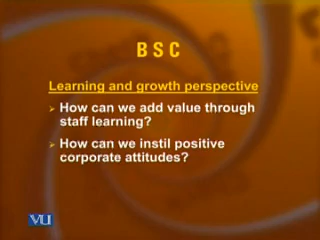 BSC
Learning and growth perspective
How can we add value through
staff learning?
How can we instil positive
corporate attitudes?
VU